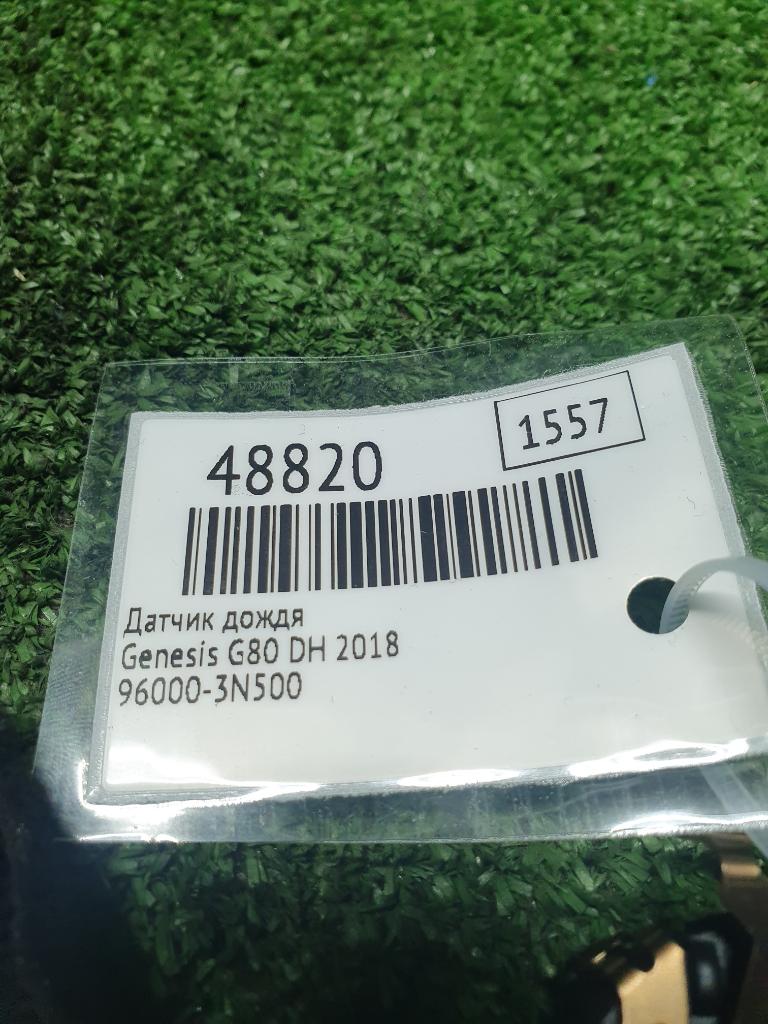 1557
48820
Датчик дождя
Genesis G80 DH 2018
96000-3N500